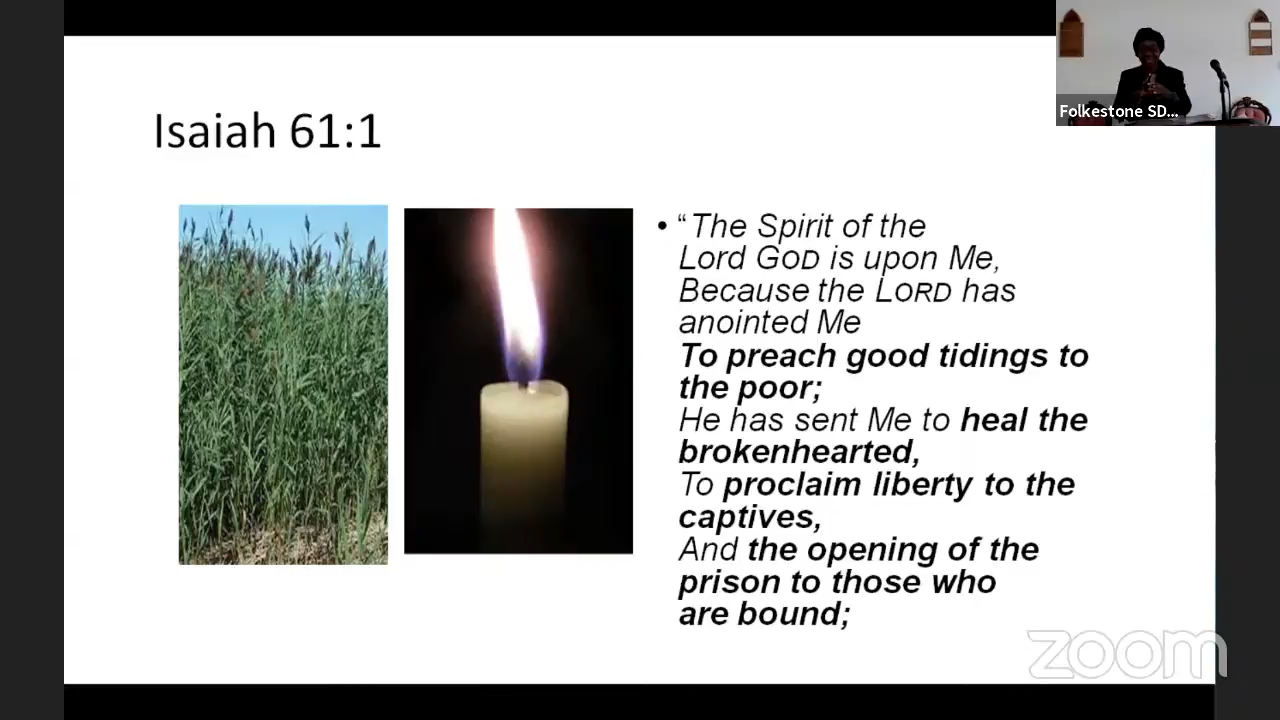 Isaiah 61:1
• “The Spirit of the
Lord GOD is upon Me,
Because the LORD has
anointed Me
To preach good tidings to
the poor;
He has sent Me to heal the
brokenhearted,
To proclaim liberty to the
captives,
And the opening of the
prison to those who
are bound;
Folkestone SD...
zoom